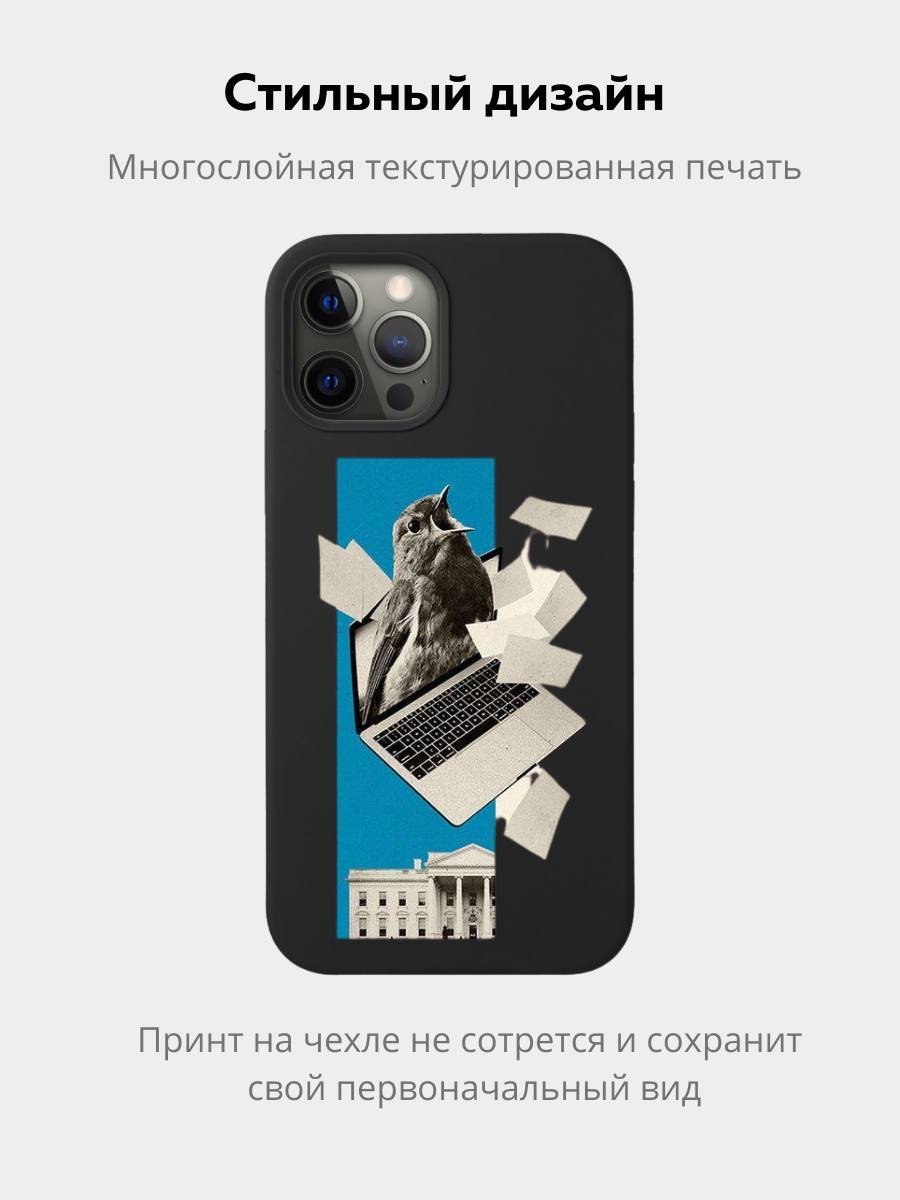 Стильный дизайн
Многослойная текстурированная печать
Принт на чехле не сотрется и сохранит
свой первоначальный вид